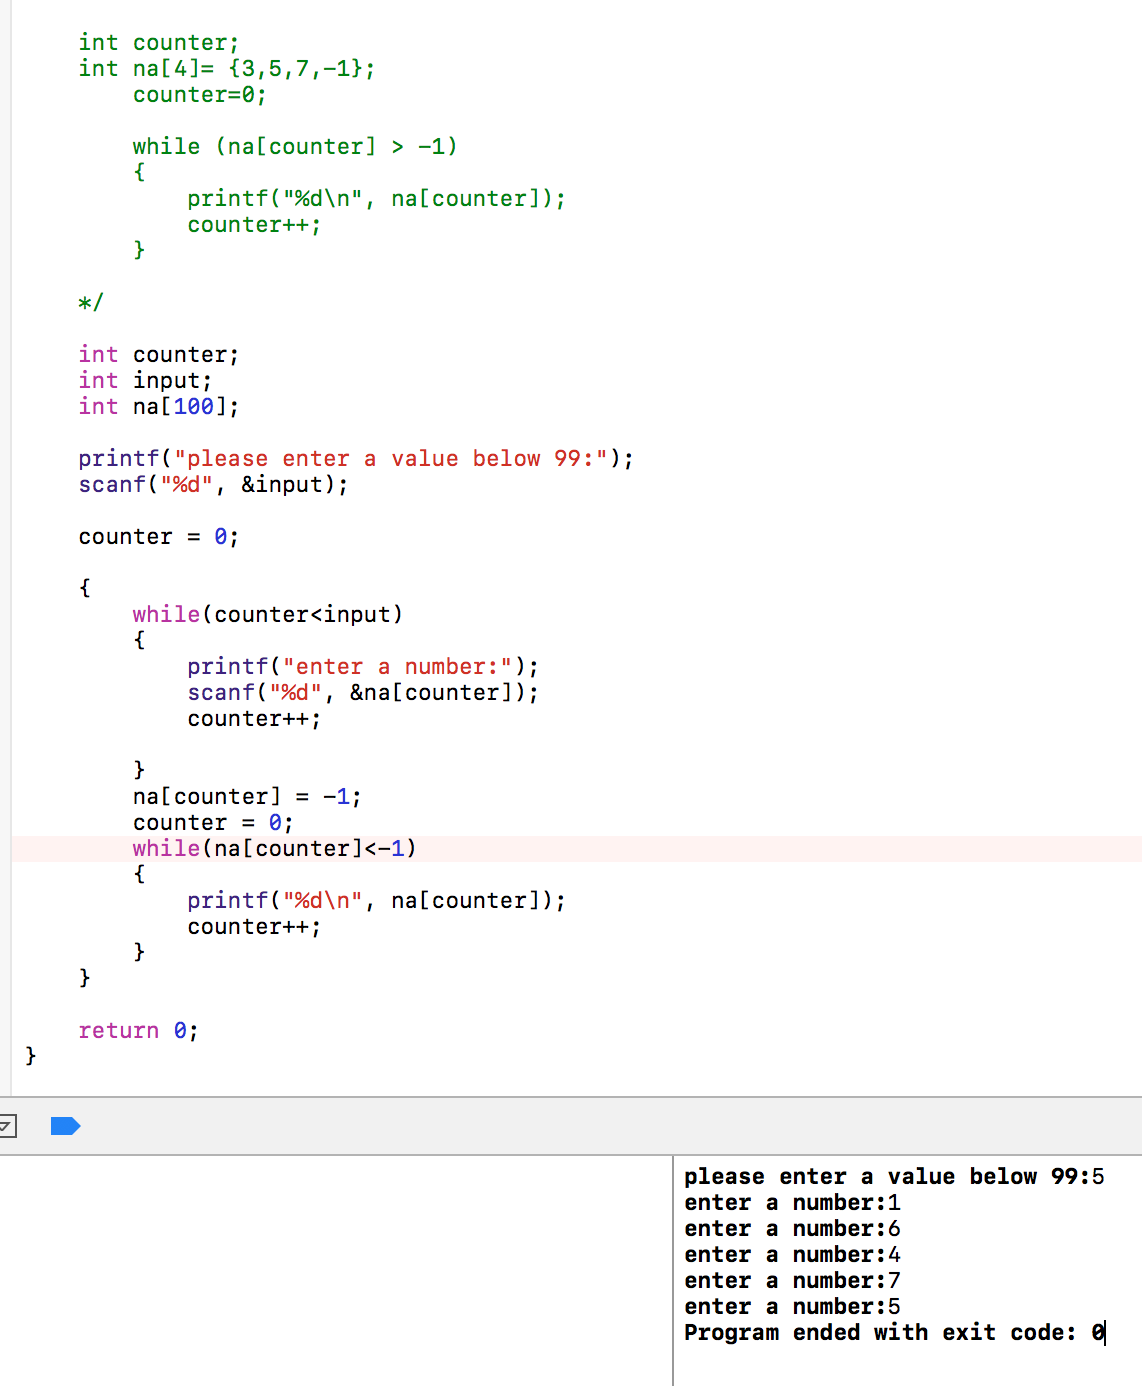 int counter;
int na[4]= {3,5,7,-1};
counter=0;
while (na[counter] > -1)
{
printf("%d\n", na[counter]);
counter++;
}
*/
int counter;
int input;
int na[100];
printf("please enter a value below 99:");
scanf("%d", &input);
counter = 0;
{
while(counter<input)
{
printf("enter a number:");
scanf("%d", &na[counter]);
counter++;
}
na[counter] = -1;
counter = 0;
while(na[counter]<-1)
{
printf("%d\n", na[counter]);
counter++;
}
}
return 0;
}
please enter a value below 99:5
enter a number:1
enter a number:6
enter a number:4
enter a number:7
enter a number:5
Program ended with exit code: 0